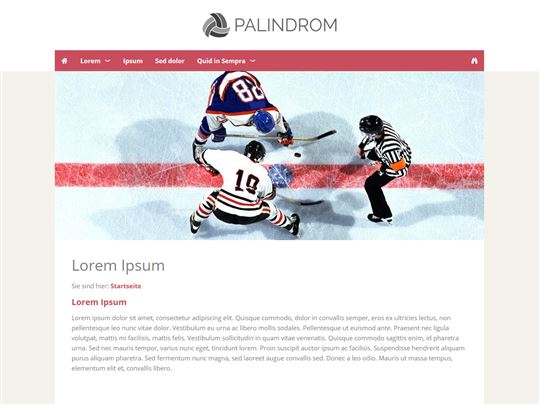 PALINDROM
Lorem Ipsum Sed dolor Quid in Sempra
88
19
Lorem Ipsum
Sie sind hier: Startseite
Lorem Ipsum
Lorem ipsum dolor sit amet, consectetur adipiscing elit. Quisque commodo, dolor in convallis semper, eros ex ultricies lectus, non
pellentesque leo nunc vitae dolor. Vestibulum eu urna ac libero mollis sodales. Pellentesque ut euismod ante. Praesent nec ligula
volutpat, mattis mi facilisis, mattis felis. Vestibulum sollicitudin in quam vitae venenatis. Quisque commodo sagittis enim, id pharetra
urna. Sed nec mauris tempor, varius nunc eget, tincidunt lorem. Proin suscipit auctor ipsum ac facilisis. Suspendisse hendrerit aliquam
purus aliquam pharetra. Sed fermentum nunc magna, sed laoreet augue convallis sed. Donec a leo odio. Mauris ut massa tempus,
elementum elit et, convallis libero.